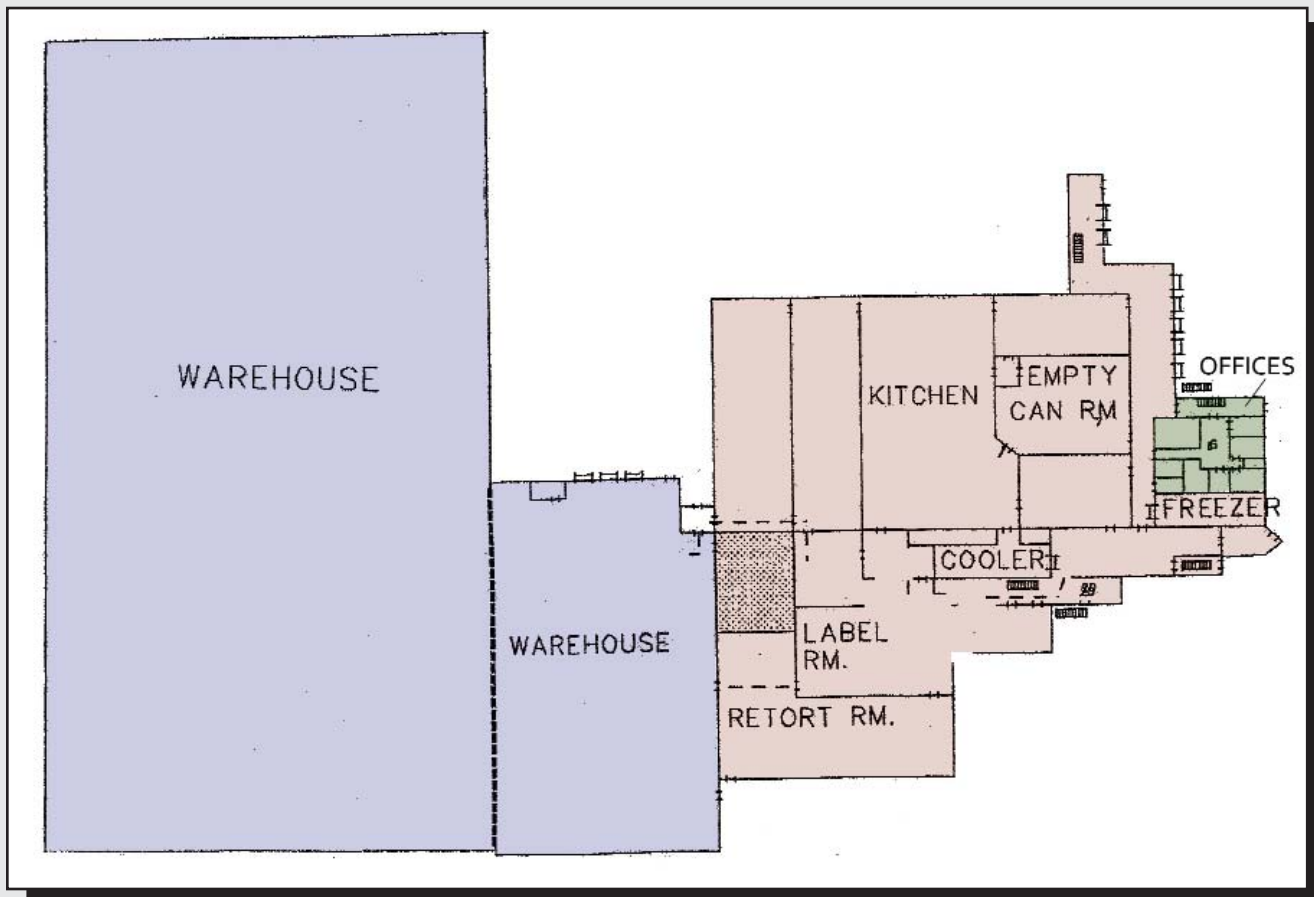 WAREHOUSE
OFFICES
KITCHEN
EMPTY
CAN RM
FREEZER
COOLER
WAREHOUSE
LABEL
RM.
RETORT RM.